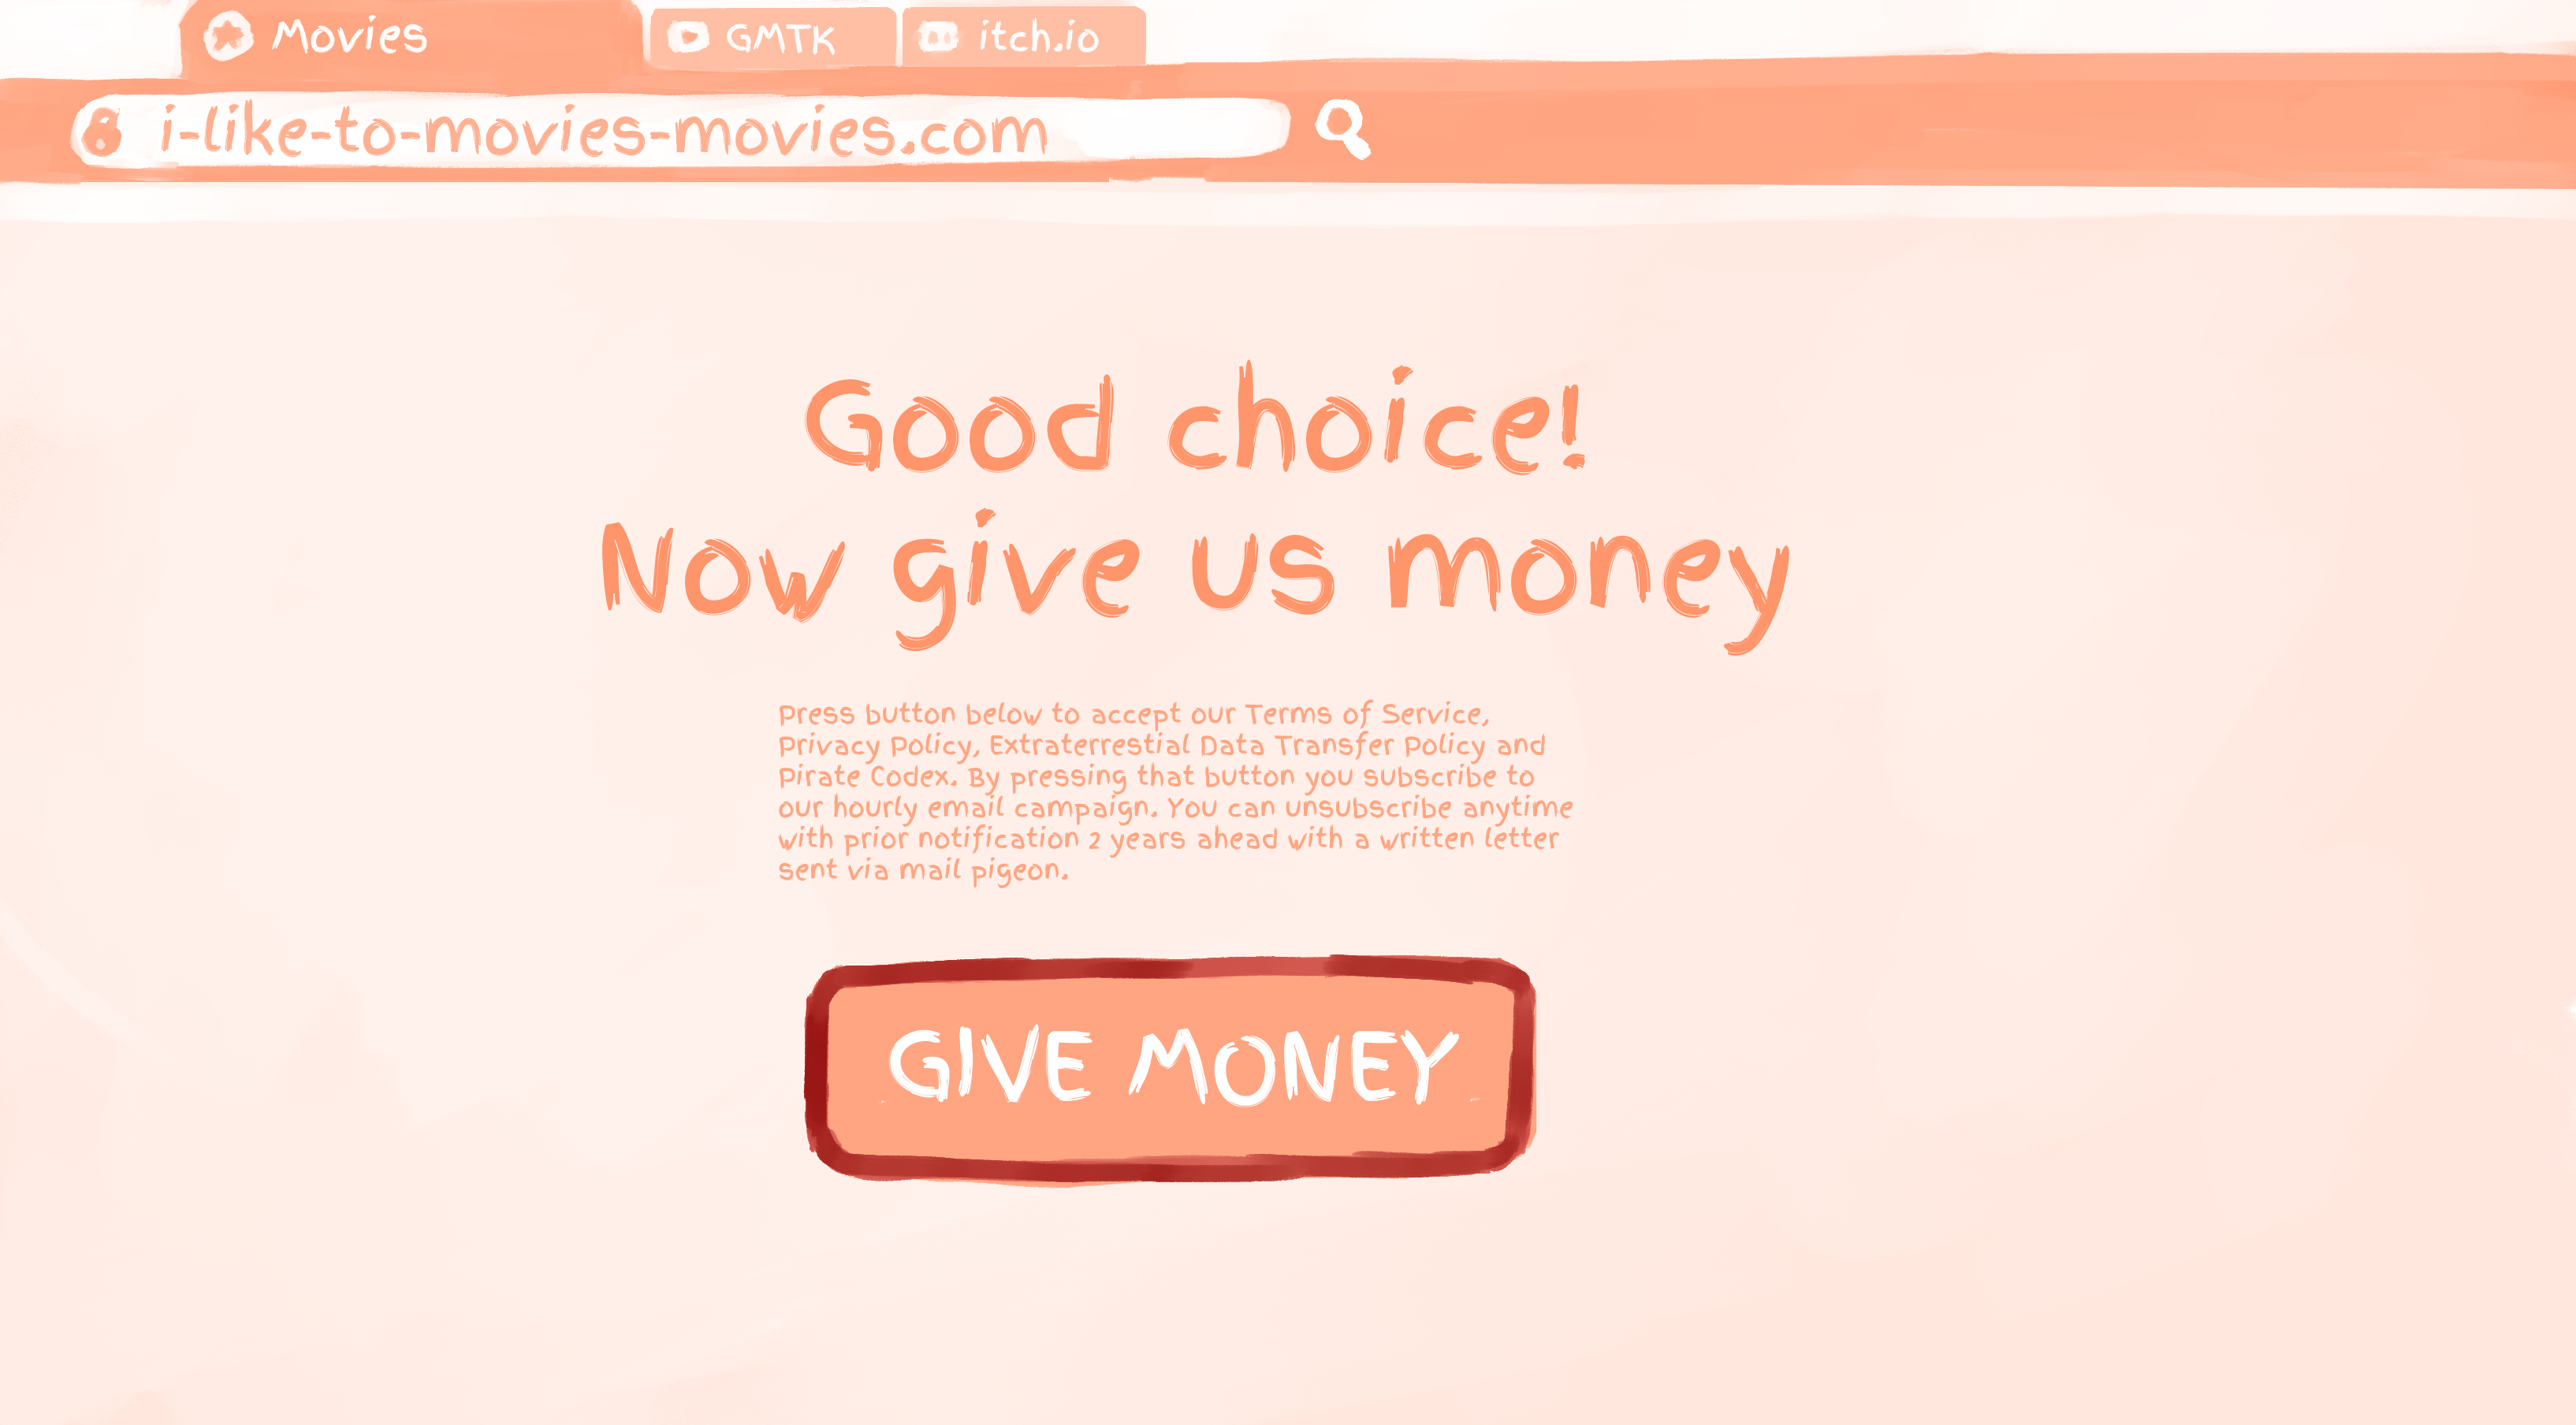 Movies
GMTK
itch.io
i-like-to-movies-movies.com
Good choice!
Now give us money
Press button below to accept our Terms of Service,
Privacy Policy, Extraterrestial Data Transfer Policy and
Pirate Codex. By pressing that button you subscribe to
our hourly email campaign. You can unsubscribe anytime
with prior notification 2 years ahead with a written letter
sent via mail pigeon.
GIVE MONEY